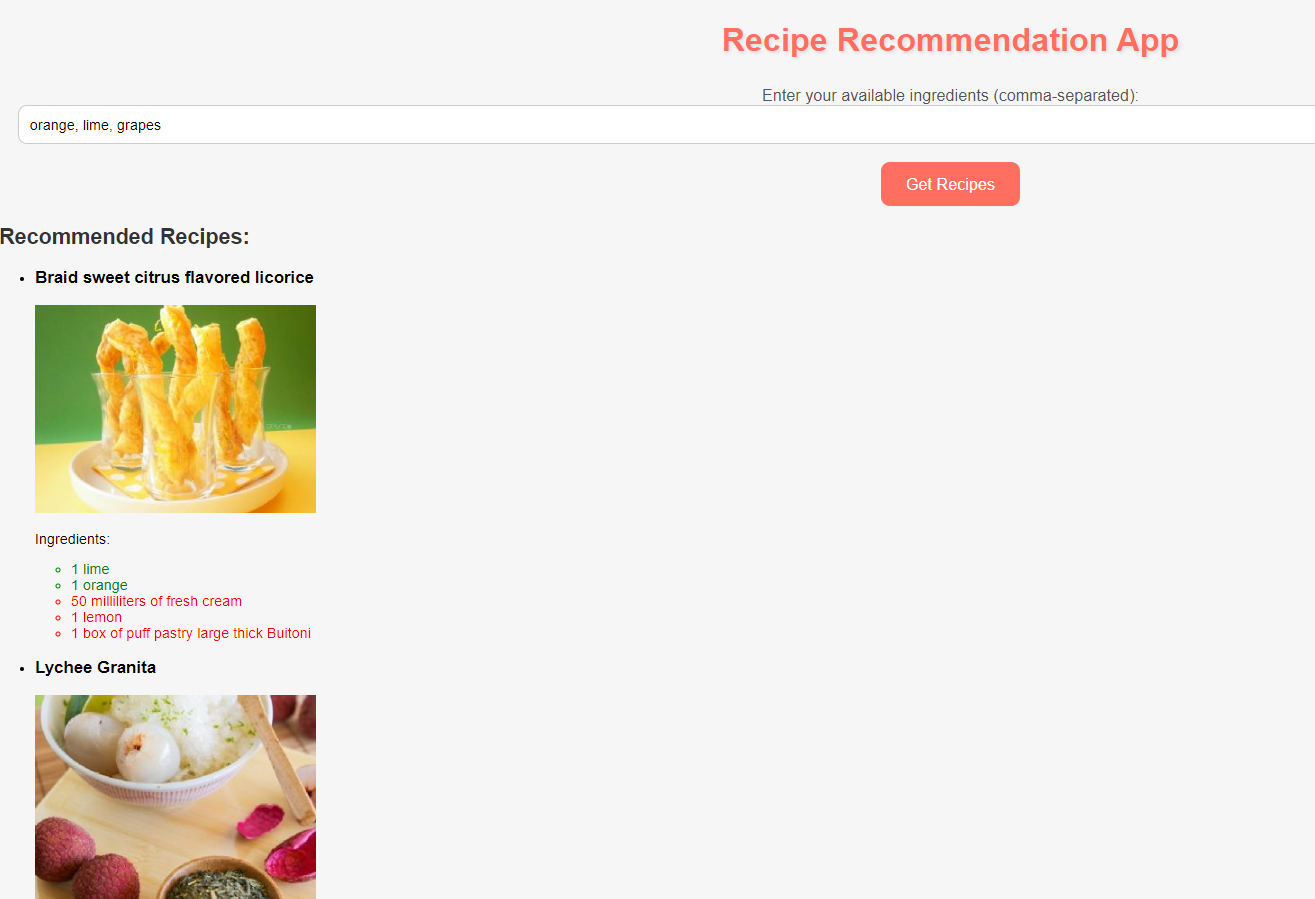 Recipe Recommendation App
Enter your available ingredients (comma-separated):
orange, lime, grapes
Get Recipes
Recommended Recipes:
Braid sweet citrus flavored licorice
Ingredients:
1 lime
1 orange
50 milliliters of fresh cream
1 lemon
1 box of puff pastry large thick Buitoni
Lychee Granita